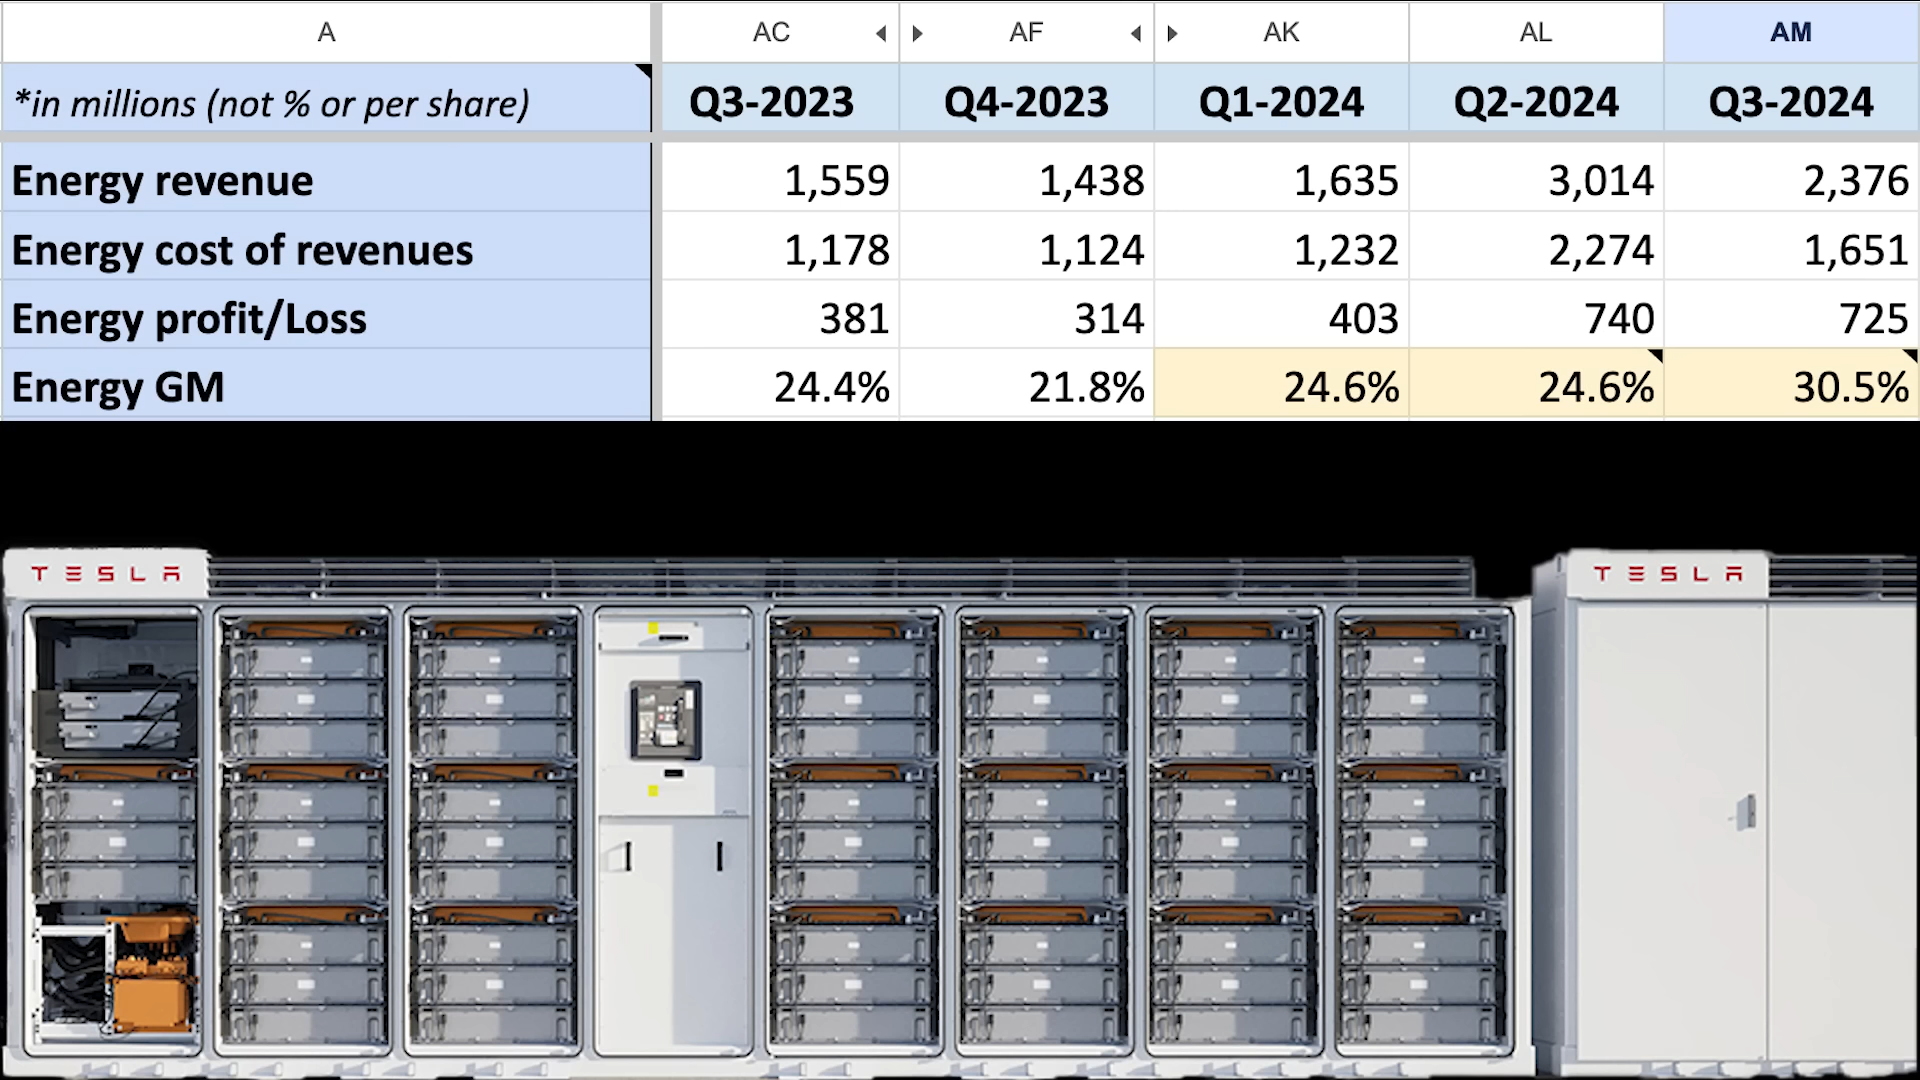 A AC AF AK AL AM
*in millions (not % or per share) Q3-2023 Q4-2023 Q1-2024 Q2-2024 Q3-2024
Energy revenue 1,559 1,438 1,635 3,014 2,376
Energy cost of revenues 1,178 1,124 1,232 2,274 1,651
Energy profit/Loss 381 314 403 740 725
Energy GM 24.4% 21.8% 24.6% 24.6% 30.5%
TESLA TESLA